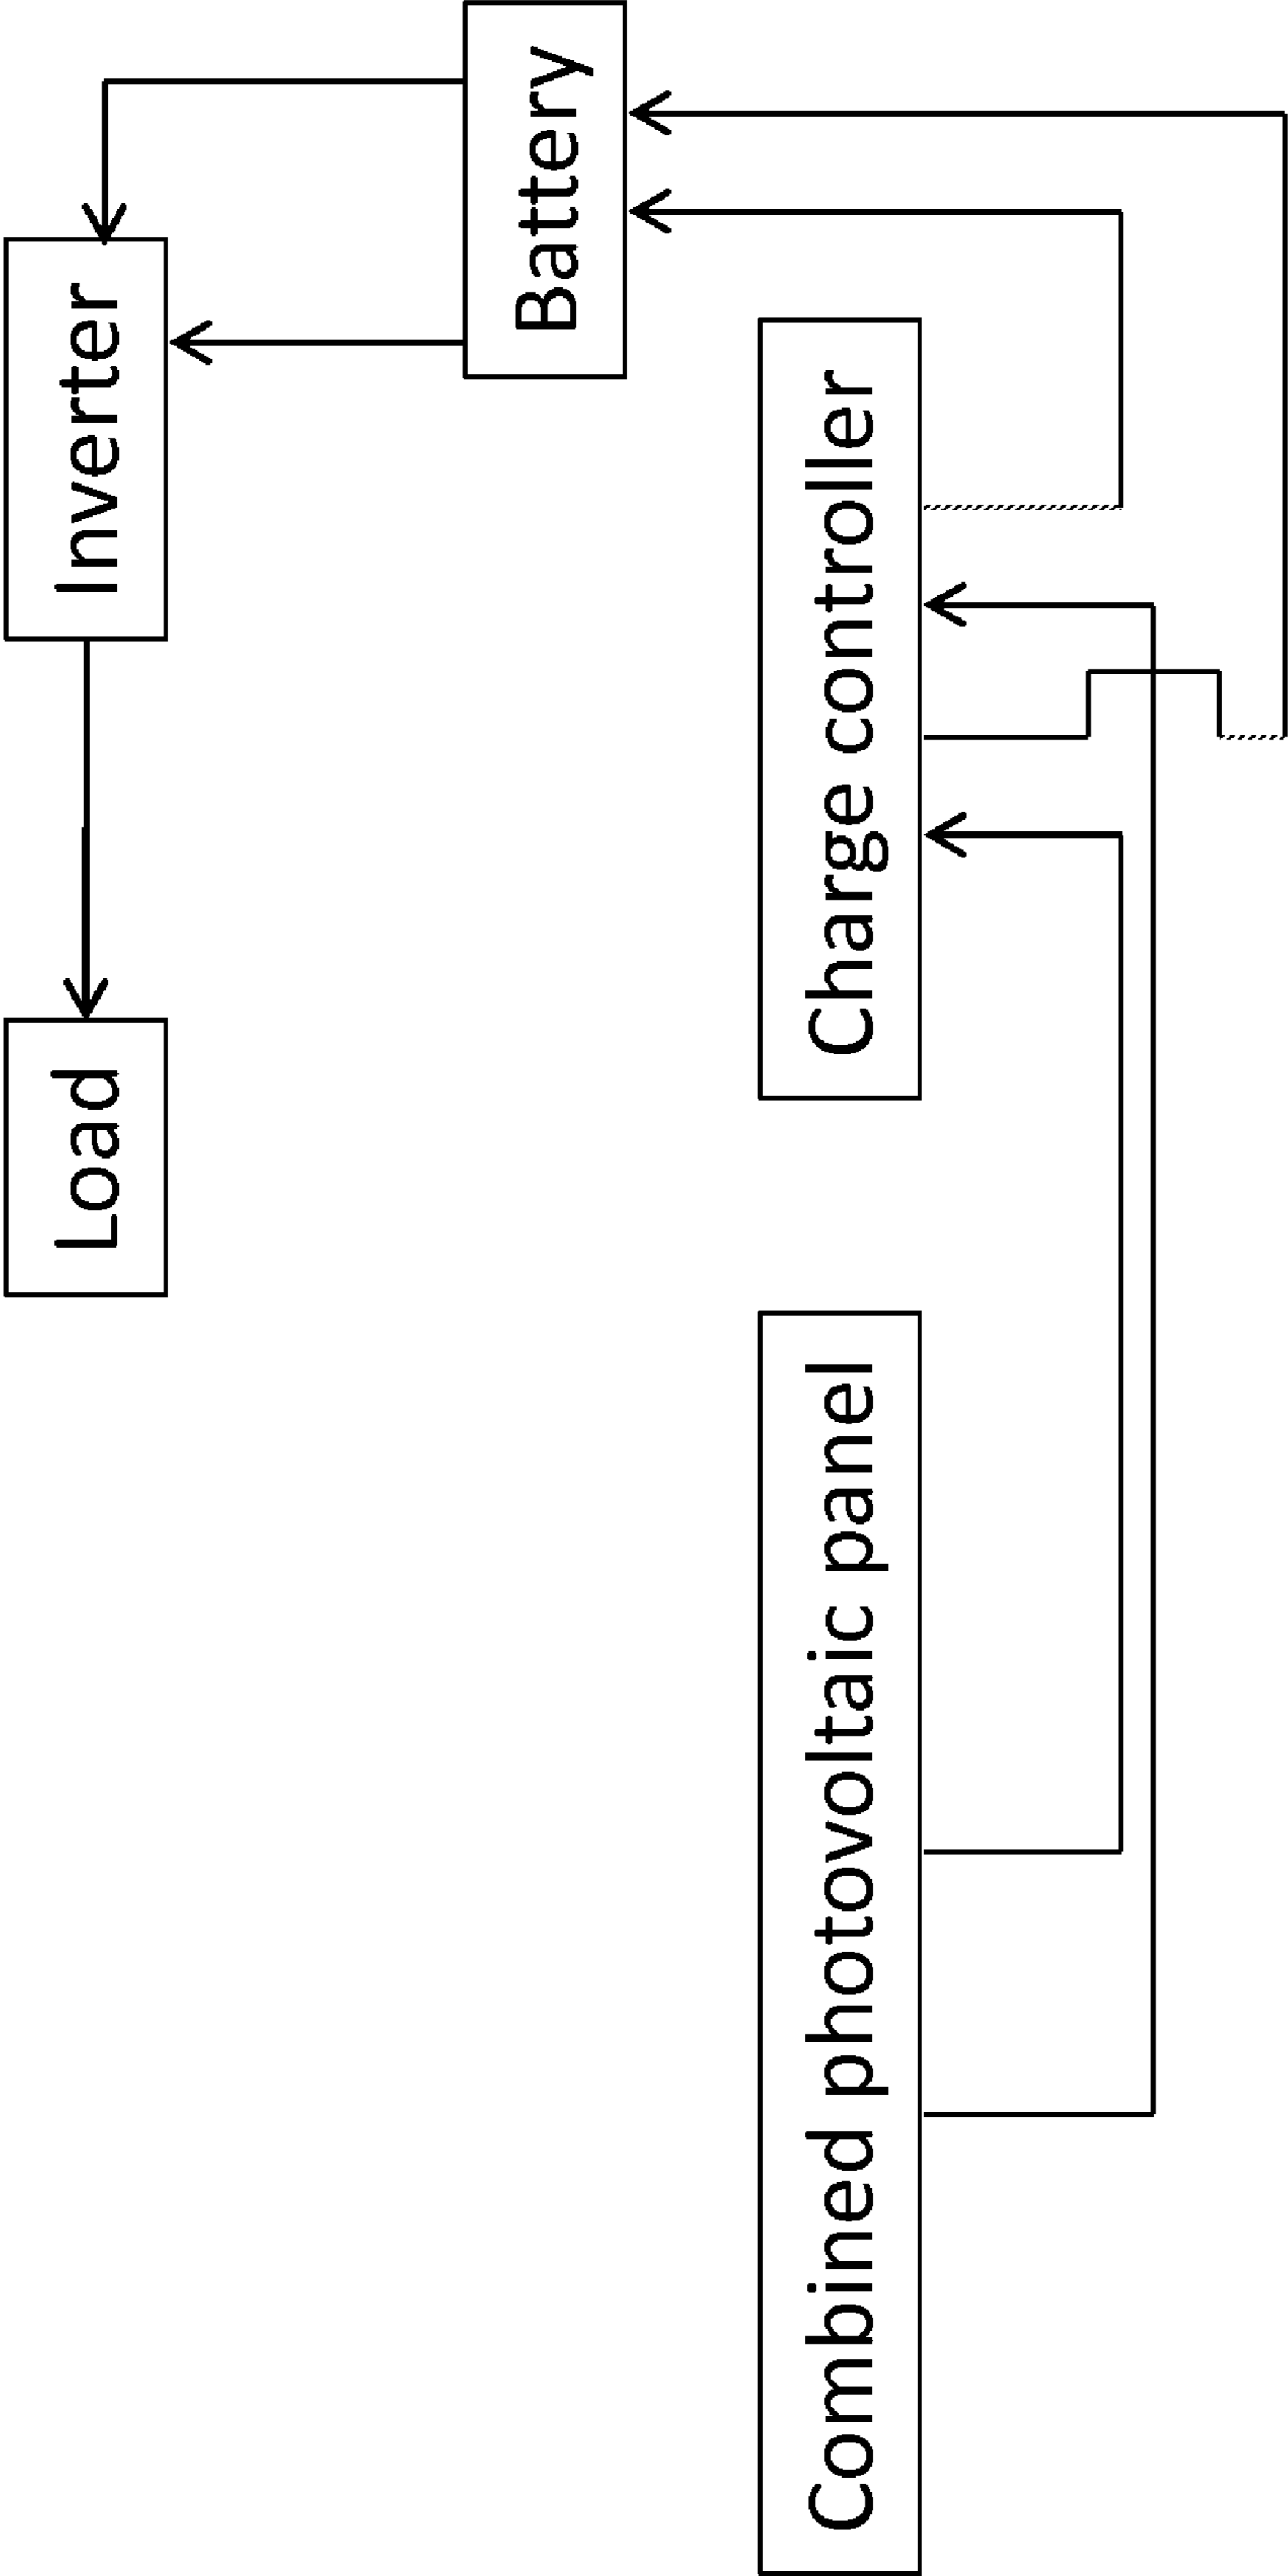 Load
Inverter
Battery
Combined photovoltaic panel
Charge controller